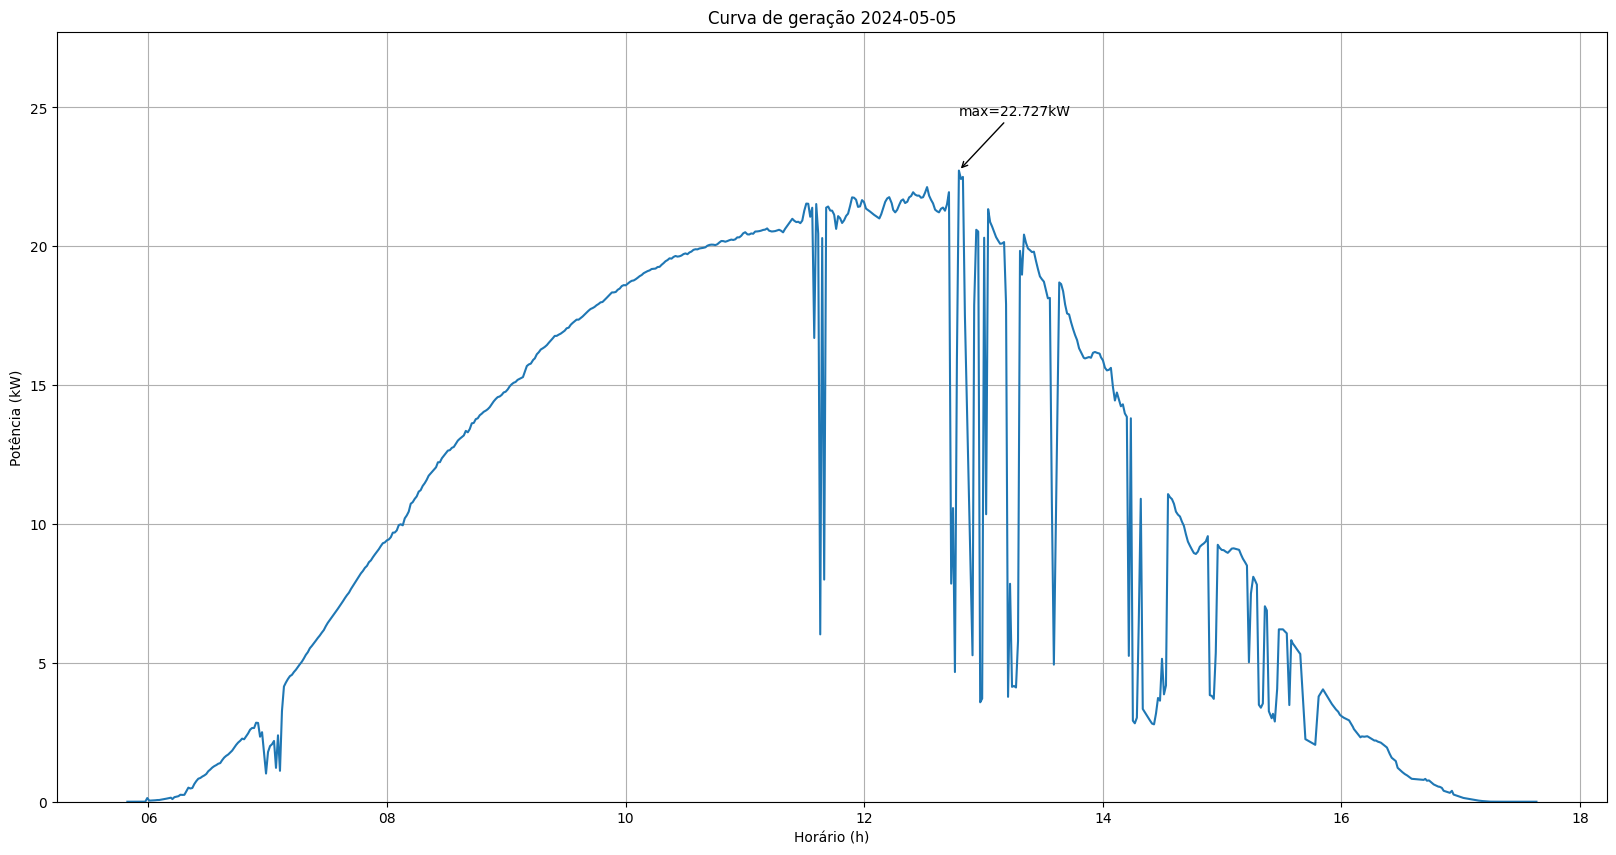 Curva de geração 2024-05-05
max=22.727kW
25
20
15
10
5
0
Potência (kW)
06 08 10 12 14 16 18
Horário (h)